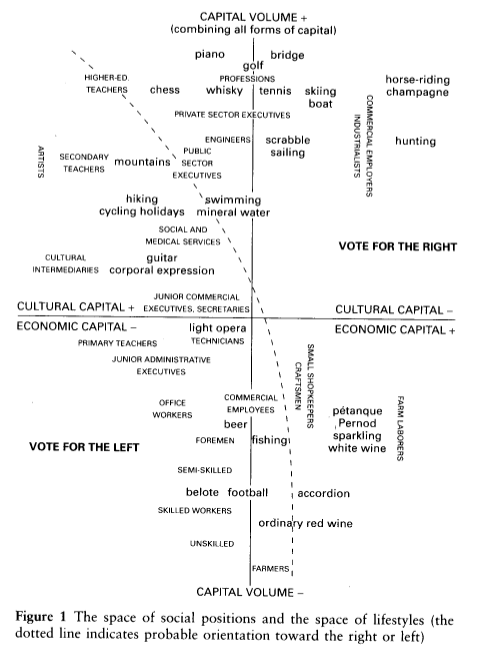 CAPITAL VOLUME +
(combining all forms of capital)
piano bridge
golf
HIGHER-ED. PROFESSIONS horse-riding
TEACHERS chess whisky tennis skiing champagne
boat
PRIVATE SECTOR EXECUTIVES
COMMERCIAL EMPLOYERS
INDUSTRIALISTS
ENGINEERS scrabble hunting
ARTISTS
SECONDARY PUBLIC sailing
TEACHERS mountains SECTOR
EXECUTIVES
hiking swimming
cycling holidays mineral water
SOCIAL AND
MEDICAL SERVICES
VOTE FOR THE RIGHT
CULTURAL guitar
INTERMEDIARIES corporal expression
JUNIOR COMMERCIAL
CULTURAL CAPITAL + EXECUTIVES, SECRETARIES CULTURAL CAPITAL –
ECONOMIC CAPITAL – light opera ECONOMIC CAPITAL +
PRIMARY TEACHERS TECHNICIANS
JUNIOR ADMINISTRATIVE
EXECUTIVES
SMALL SHOPKEEPERS
CRAFTSMEN
OFFICE COMMERCIAL
WORKERS EMPLOYEES
pétanque
beer Pernod
FARM LABORERS
FOREMEN fishing sparkling
VOTE FOR THE LEFT white wine
SEMI-SKILLED
belote football accordion
SKILLED WORKERS
ordinary red wine
UNSKILLED
FARMERS
CAPITAL VOLUME –
Figure 1 The space of social positions and the space of lifestyles (the
dotted line indicates probable orientation toward the right or left)